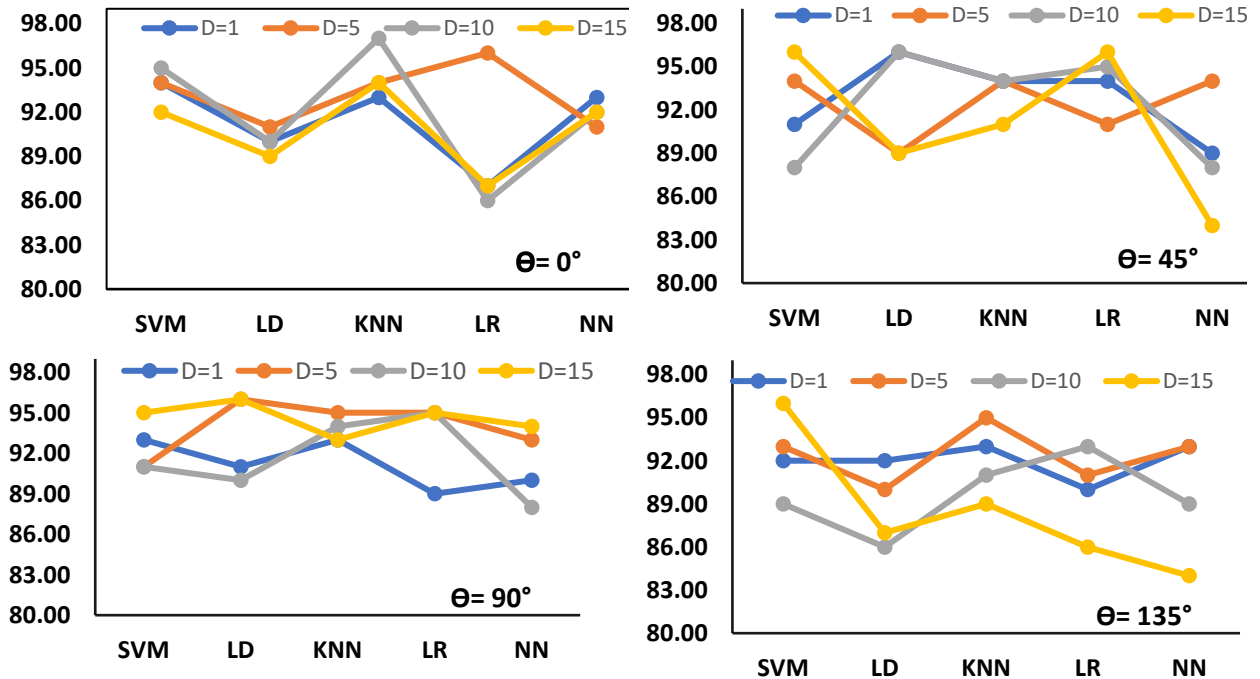 D=1 D=5 D=10 D=15
98.00
95.00
92.00
89.00
86.00
83.00
80.00
ϴ= 0°
SVM LD KNN LR NN
D=1 D=5 D=10 D=15
98.00
95.00
92.00
89.00
86.00
83.00
80.00
ϴ= 45°
SVM LD KNN LR NN
D=1 D=5 D=10 D=15
98.00
95.00
92.00
89.00
86.00
83.00
80.00
ϴ= 90°
SVM LD KNN LR NN
D=1 D=5 D=10 D=15
98.00
95.00
92.00
89.00
86.00
83.00
80.00
ϴ= 135°
SVM LD KNN LR NN